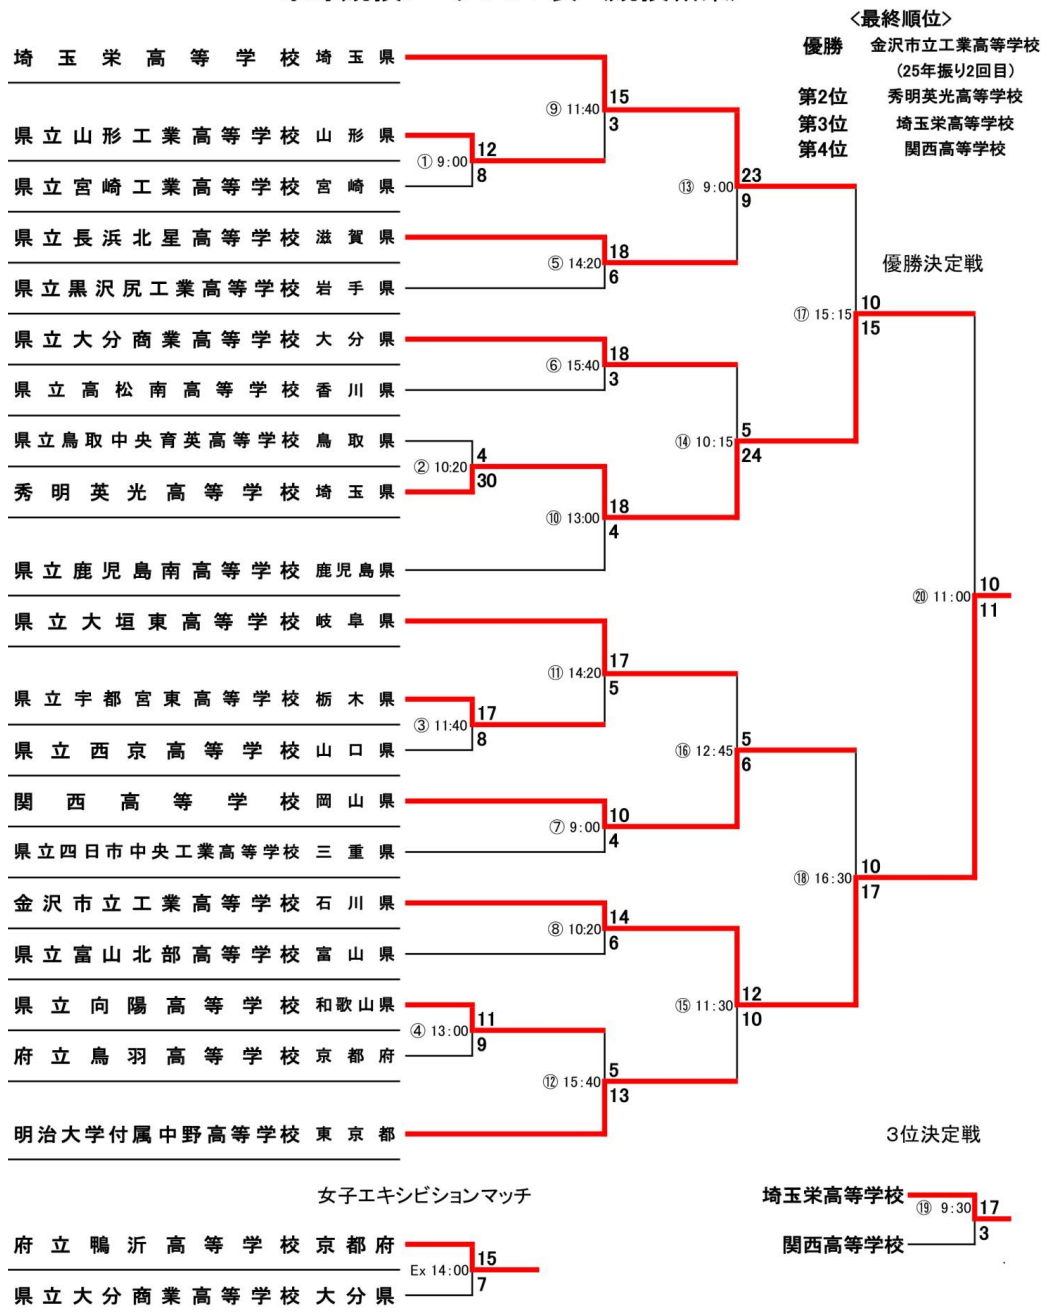 <最終順位>
優勝 金沢市立工業高等学校
(25年振り2回目)
第2位 秀明英光高等学校
第3位 埼玉栄高等学校
第4位 関西高等学校
埼玉栄高等学校 埼玉県
⑨ 11:40 15
3
県立山形工業高等学校 山形県
① 9:00 12
8
県立宮崎工業高等学校 宮崎県
⑬ 9:00 23
9
県立長浜北星高等学校 滋賀県
⑤ 14:20 18
6
県立黒沢尻工業高等学校 岩手県
優勝決定戦
⑰ 15:15 10
15
県立大分商業高等学校 大分県
⑥ 15:40 18
3
県立高松南高等学校 香川県
県立鳥取中央育英高等学校 鳥取県
② 10:20 4
30
⑭ 10:15 5
24
秀明英光高等学校 埼玉県
⑩ 13:00 18
4
県立鹿児島南高等学校 鹿児島県
⑳ 11:00 10
11
県立大垣東高等学校 岐阜県
⑪ 14:20 17
5
県立宇都宮東高等学校 栃木県
③ 11:40 17
8
県立西京高等学校 山口県
⑯ 12:45 5
6
関西高等学校 岡山県
⑦ 9:00 10
4
県立四日市中央工業高等学校 三重県
⑱ 16:30 10
17
金沢市立工業高等学校 石川県
⑧ 10:20 14
6
県立富山北部高等学校 富山県
県立向陽高等学校 和歌山県
④ 13:00 11
9
⑮ 11:30 12
10
府立鳥羽高等学校 京都府
⑫ 15:40 5
13
明治大学付属中野高等学校 東京都
3位決定戦
女子エキシビションマッチ
埼玉栄高等学校
⑲ 9:30 17
3
関西高等学校
府立鴨沂高等学校 京都府
Ex 14:00 15
7
県立大分商業高等学校 大分県